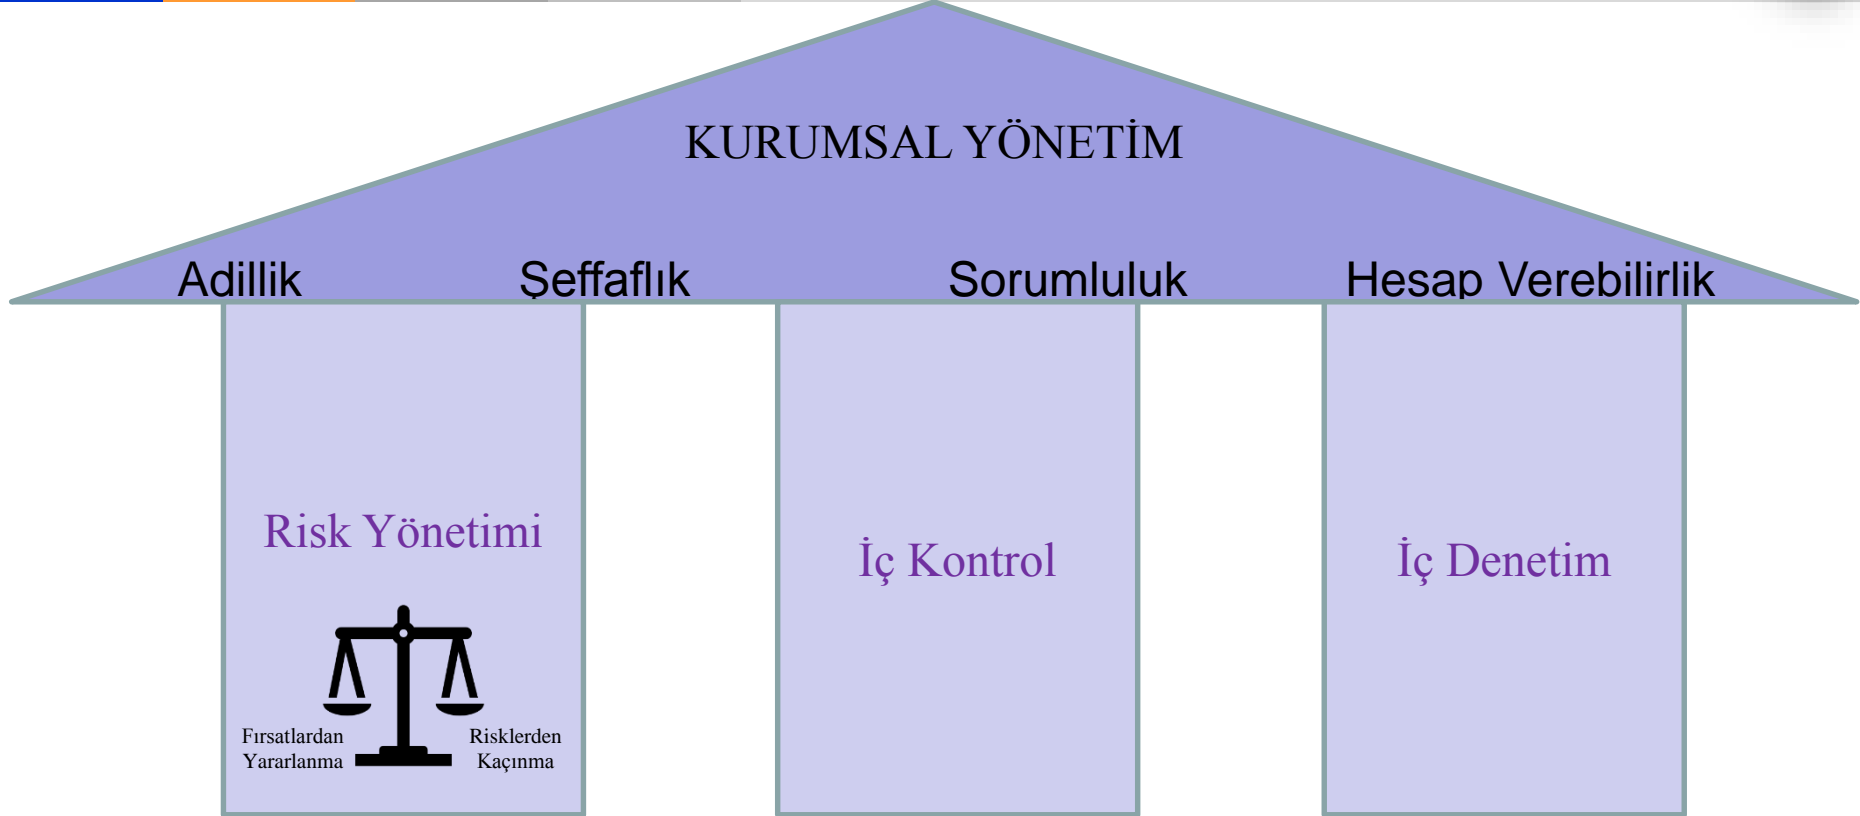 KURUMSAL YÖNETİM
Adillik Şeffaflık Sorumluluk Hesap Verebilirlik
Risk Yönetimi
İç Kontrol
İç Denetim
Fırsatlardan
Yararlanma
Risklerden
Kaçınma